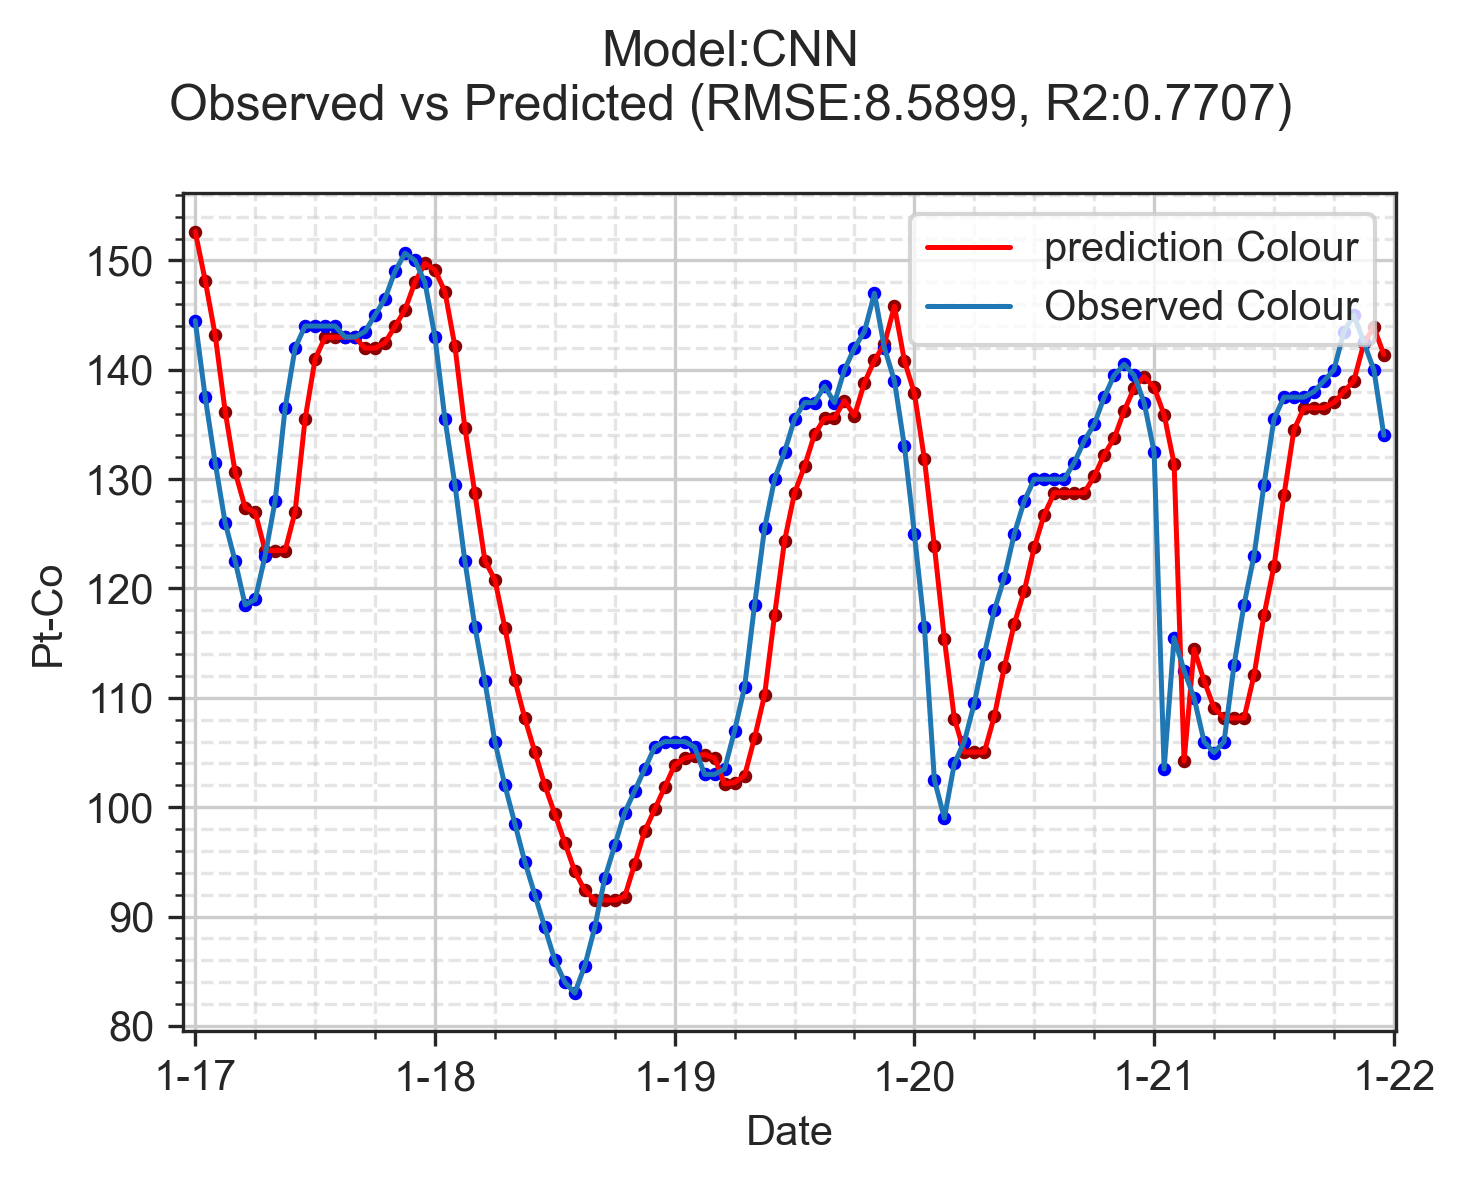 Model:CNN
Observed vs Predicted (RMSE:8.5899, R2:0.7707)
prediction Colour
Observed Colour
150
140
130
120
110
100
90
80
Pt-Co
1-17 1-18 1-19 1-20 1-21 1-22
Date